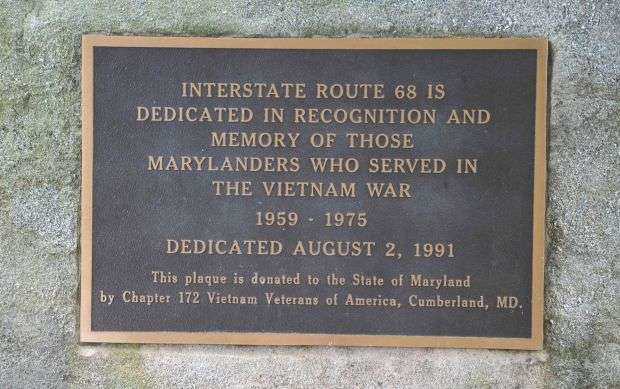 INTERSTATE ROUTE 68 IS
DEDICATED IN RECOGNITION AND
MEMORY OF THOSE
MARYLANDERS WHO SERVED IN
THE VIETNAM WAR
1959 - 1975
DEDICATED AUGUST 2, 1991
This plaque is donated to the State of Maryland
by Chapter 172 Vietnam Veterans of America, Cumberland, MD.